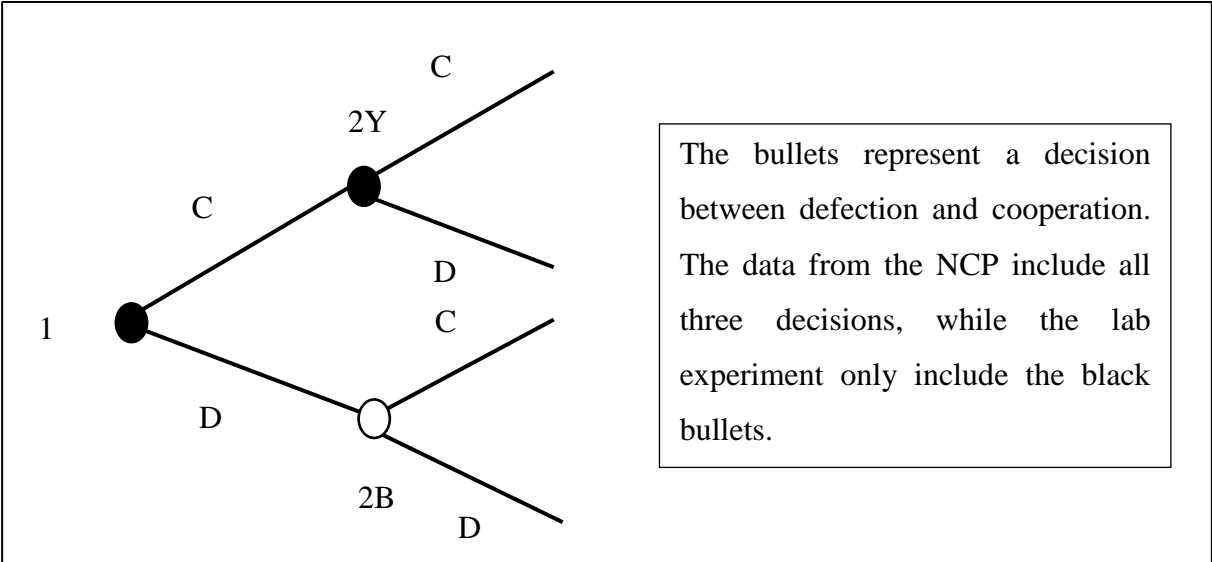 C
2Y
C
D
C
1
D
2B
D
The bullets represent a decision
between defection and cooperation.
The data from the NCP include all
three decisions, while the lab
experiment only include the black
bullets.